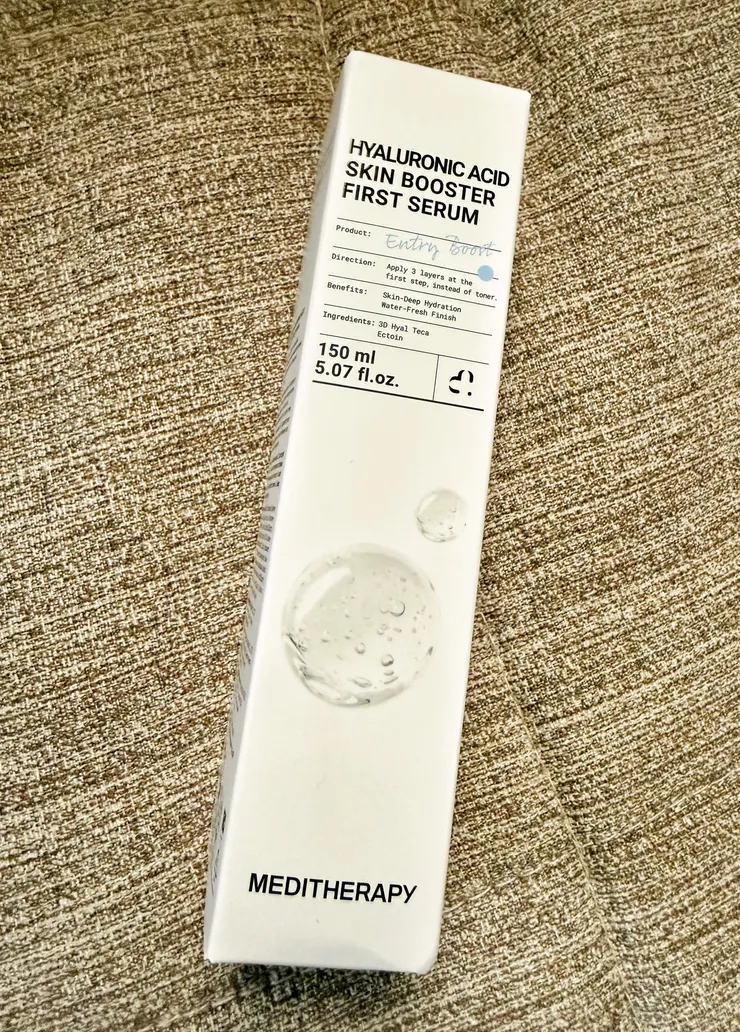 HYALURONIC ACID
SKIN BOOSTER
FIRST SERUM
Product: Entry Boost
Direction: Apply 3 layers at the
first step, instead of toner.
Benefits: Skin-Deep Hydration
Water-Fresh Finish
Ingredients: 3D Hyal Teca
Ectoin
150 ml
5.07 fl.oz.
MEDITHERAPY